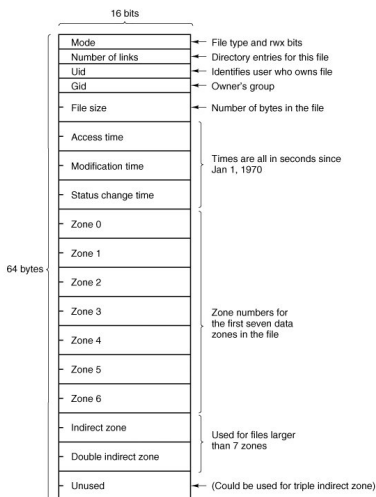 16 bits
Mode
File type and rwx bits
Number of links
Directory entries for this file
Uid
Identifies user who owns file
Gid
Owner's group
File size
Number of bytes in the file
Access time
Modification time
Times are all in seconds since
Jan 1, 1970
Status change time
Zone 0
Zone 1
64 bytes
Zone 2
Zone 3
Zone numbers for
the first seven data
zones in the file
Zone 4
Zone 5
Zone 6
Indirect zone
Used for files larger
than 7 zones
Double indirect zone
Unused
(Could be used for triple indirect zone)